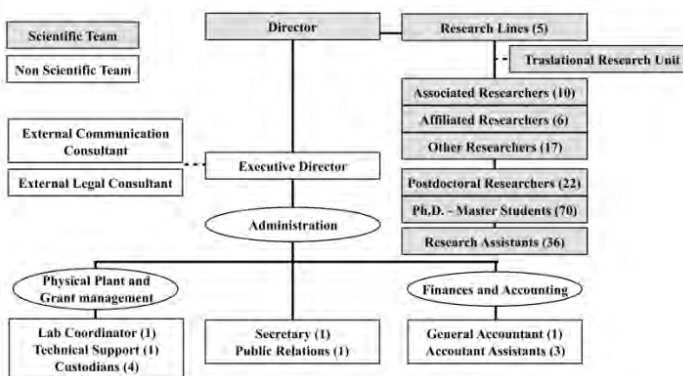 Scientific Team
Non Scientific Team
Director
Research Lines (5)
Traslational Research Unit
Associated Researchers (10)
Affiliated Researchers (6)
Other Researchers (17)
Postdoctoral Researchers (22)
Ph,D. - Master Students (70)
Research Assistants (36)
External Communication
Consultant
External Legal Consultant
Executive Director
Administration
Physical Plant and
Grant management
Finances and Accounting
Lab Coordinator (1)
Technical Support (1)
Custodians (4)
Secretary (1)
Public Relations (1)
General Accountant (1)
Accoutant Assistants (3)